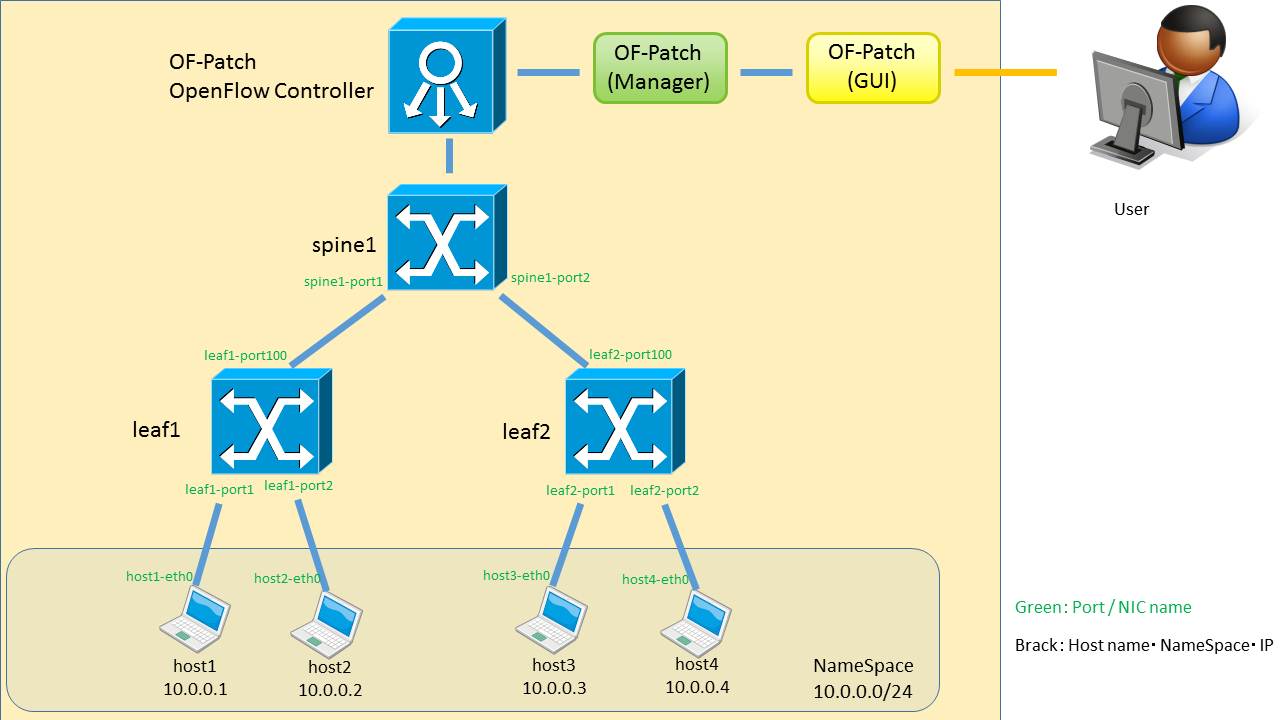 OF-Patch
OpenFlow Controller
OF-Patch
(Manager)
OF-Patch
(GUI)
User
spine1
spine1-port1
spine1-port2
leaf1-port100
leaf2-port100
leaf1
leaf2
leaf1-port1
leaf1-port2
leaf2-port1
leaf2-port2
host1-eth0
host2-eth0
host3-eth0
host4-eth0
host1
10.0.0.1
host2
10.0.0.2
host3
10.0.0.3
host4
10.0.0.4
NameSpace
10.0.0.0/24
Green : Port / NIC name
Brack : Host name・ NameSpace・ IP